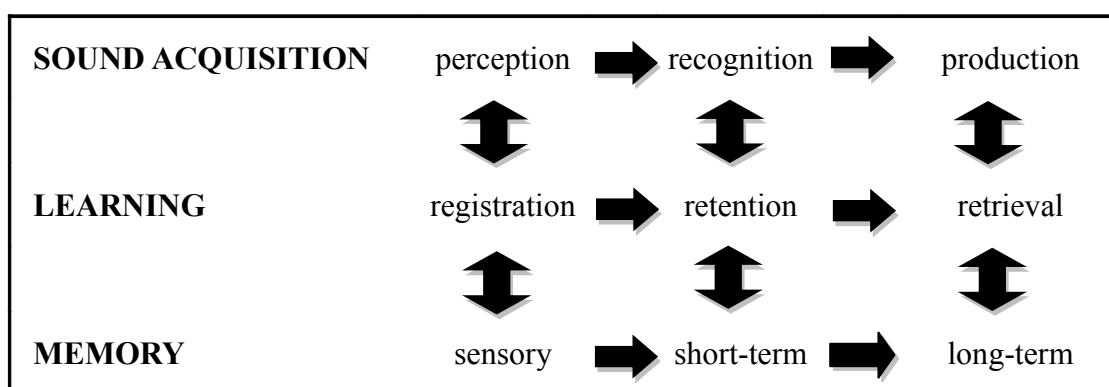 SOUND ACQUISITION perception recognition production
LEARNING registration retention retrieval
MEMORY sensory short-term long-term